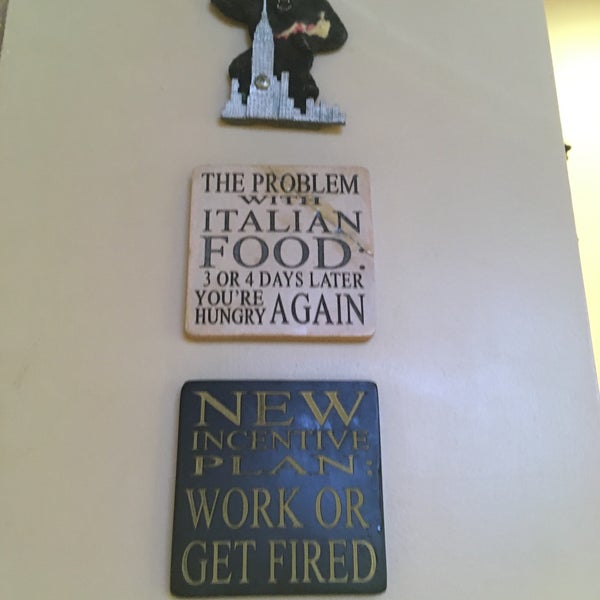 THE PROBLEM
WITH
ITALIAN
FOOD:
3 OR 4 DAYS LATER
YOU'RE
HUNGRY AGAIN
NEW
INCENTIVE
PLAN:
WORK OR
GET FIRED